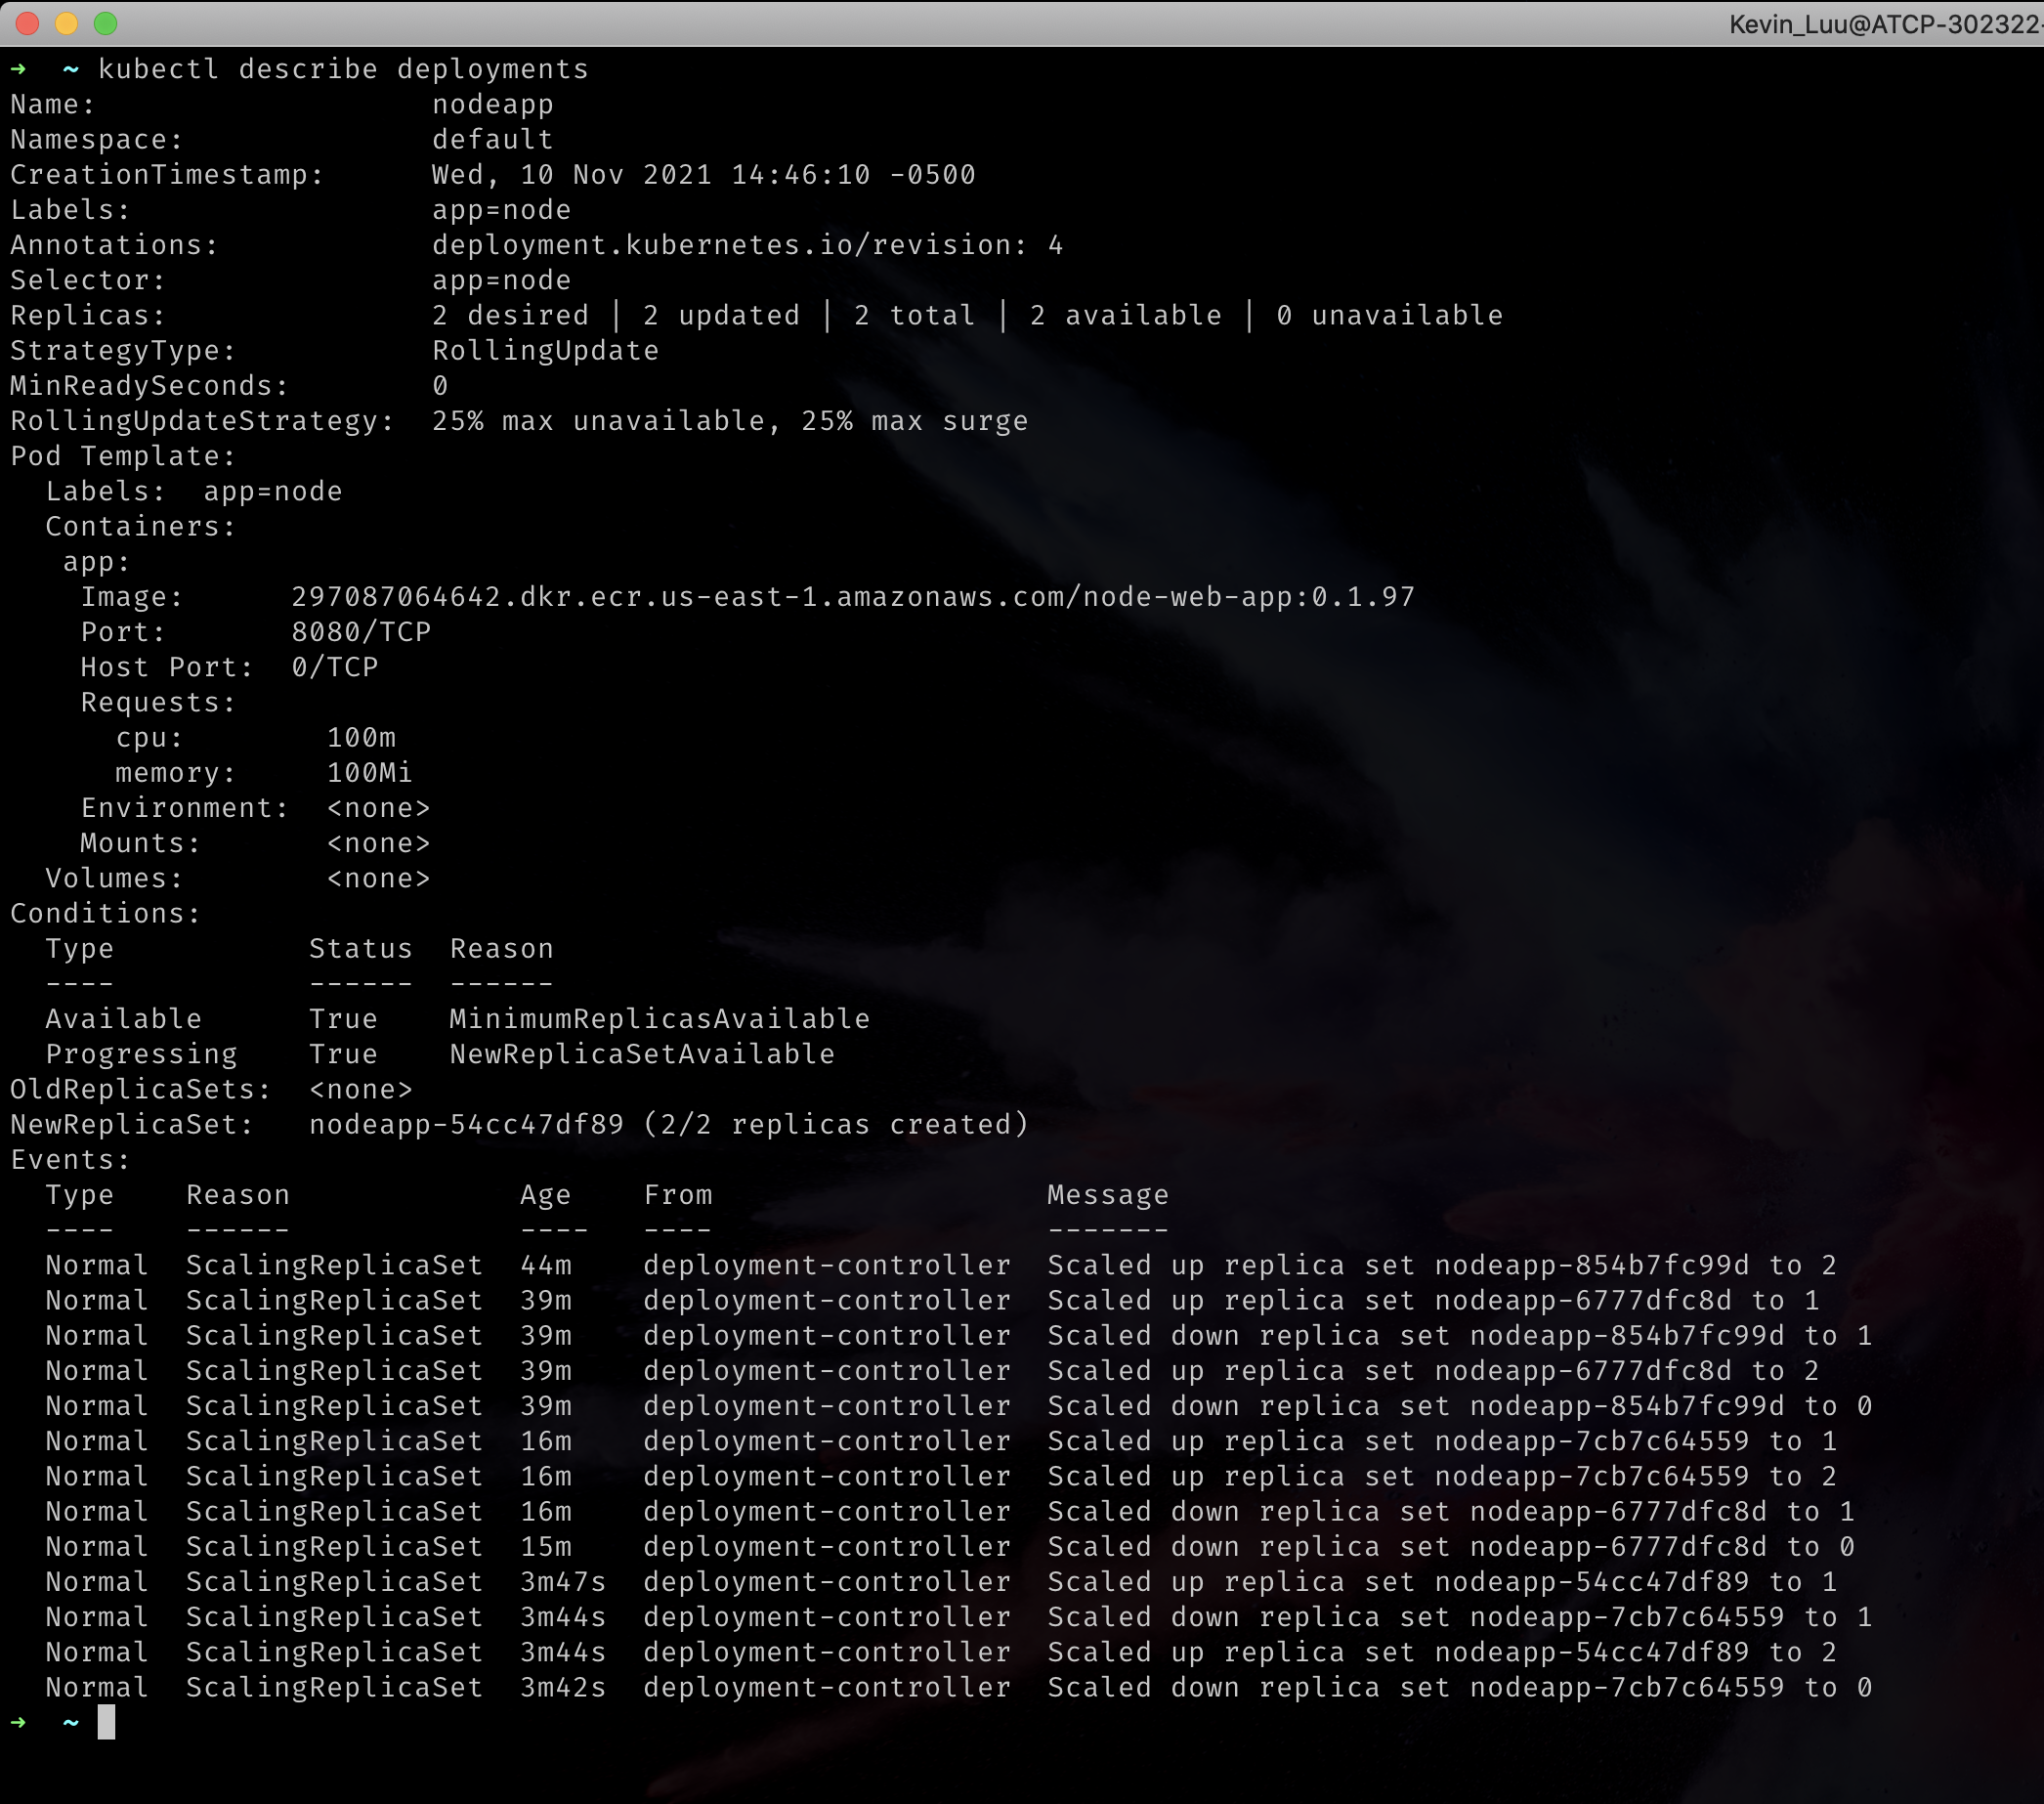 Kevin_Luu@ATCP-302322-
→ ~ kubectl describe deployments
Name:                   nodeapp
Namespace:              default
CreationTimestamp:      Wed, 10 Nov 2021 14:46:10 -0500
Labels:                 app=node
Annotations:            deployment.kubernetes.io/revision: 4
Selector:               app=node
Replicas:               2 desired | 2 updated | 2 total | 2 available | 0 unavailable
StrategyType:           RollingUpdate
MinReadySeconds:        0
RollingUpdateStrategy:  25% max unavailable, 25% max surge
Pod Template:
  Labels:  app=node
  Containers:
   app:
    Image:      297087064642.dkr.ecr.us-east-1.amazonaws.com/node-web-app:0.1.97
    Port:       8080/TCP
    Host Port:  0/TCP
    Requests:
      cpu:        100m
      memory:     100Mi
    Environment:  <none>
    Mounts:       <none>
  Volumes:        <none>
Conditions:
  Type           Status  Reason
  ----           ------  ------
  Available      True    MinimumReplicasAvailable
  Progressing    True    NewReplicaSetAvailable
OldReplicaSets:  <none>
NewReplicaSet:   nodeapp-54cc47df89 (2/2 replicas created)
Events:
  Type    Reason             Age    From                   Message
  ----    ------             ----   ----                   -------
  Normal  ScalingReplicaSet  44m    deployment-controller  Scaled up replica set nodeapp-854b7fc99d to 2
  Normal  ScalingReplicaSet  39m    deployment-controller  Scaled up replica set nodeapp-6777dfc8d to 1
  Normal  ScalingReplicaSet  39m    deployment-controller  Scaled down replica set nodeapp-854b7fc99d to 1
  Normal  ScalingReplicaSet  39m    deployment-controller  Scaled up replica set nodeapp-6777dfc8d to 2
  Normal  ScalingReplicaSet  39m    deployment-controller  Scaled down replica set nodeapp-854b7fc99d to 0
  Normal  ScalingReplicaSet  16m    deployment-controller  Scaled up replica set nodeapp-7cb7c64559 to 1
  Normal  ScalingReplicaSet  16m    deployment-controller  Scaled up replica set nodeapp-7cb7c64559 to 2
  Normal  ScalingReplicaSet  16m    deployment-controller  Scaled down replica set nodeapp-6777dfc8d to 1
  Normal  ScalingReplicaSet  15m    deployment-controller  Scaled down replica set nodeapp-6777dfc8d to 0
  Normal  ScalingReplicaSet  3m47s  deployment-controller  Scaled up replica set nodeapp-54cc47df89 to 1
  Normal  ScalingReplicaSet  3m44s  deployment-controller  Scaled down replica set nodeapp-7cb7c64559 to 1
  Normal  ScalingReplicaSet  3m44s  deployment-controller  Scaled up replica set nodeapp-54cc47df89 to 2
  Normal  ScalingReplicaSet  3m42s  deployment-controller  Scaled down replica set nodeapp-7cb7c64559 to 0
→ ~